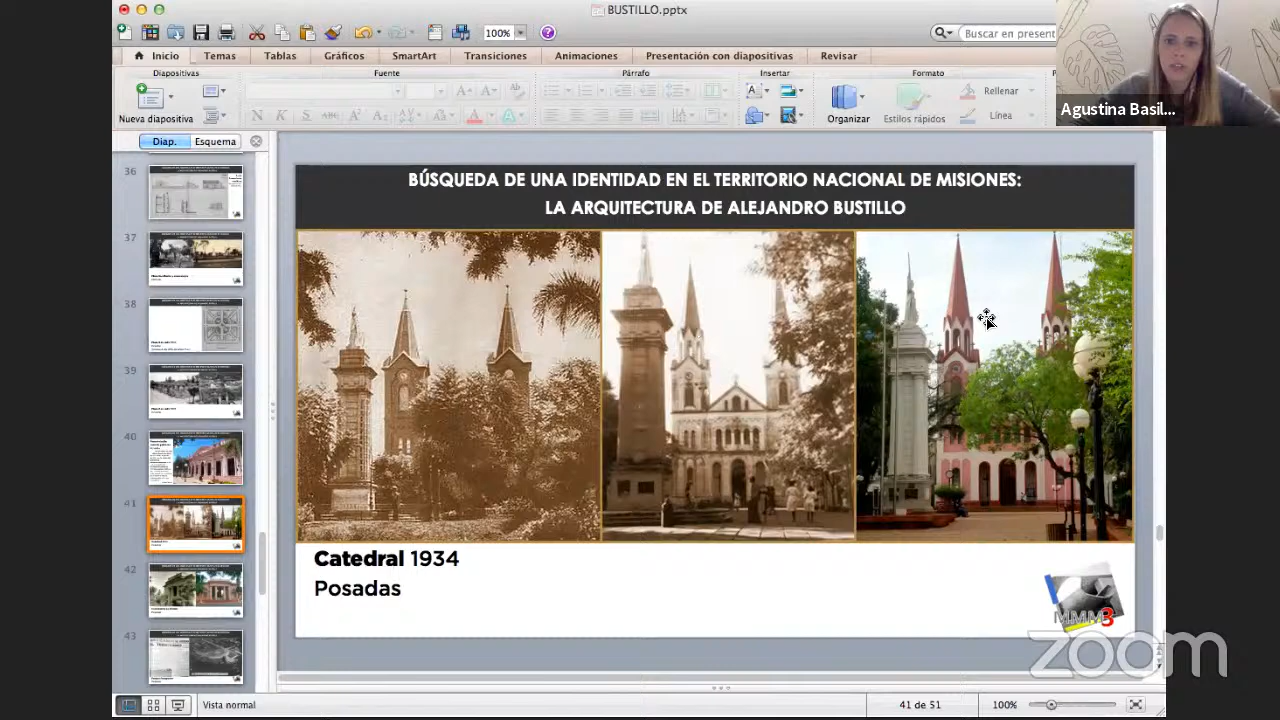 BUSTILLO.pptx
100%
Buscar en present
Inicio
Temas
Tablas
Gráficos
SmartArt
Transiciones
Animaciones
Presentación con diapositivas
Revisar
Diapositivas
Fuente
Párrafo
Insertar
Formato
Nueva diapositiva
Organizar
Estilos rápidos
Rellenar
Línea
Agustina Basil...
Diap.
Esquema
36
37
38
39
40
41
42
43
BÚSQUEDA DE UNA IDENTIDAD EN EL TERRITORIO NACIONAL DE MISIONES:
LA ARQUITECTURA DE ALEJANDRO BUSTILLO
Catedral 1934
Posadas
MMM3
zoom
Vista normal
41 de 51
100%